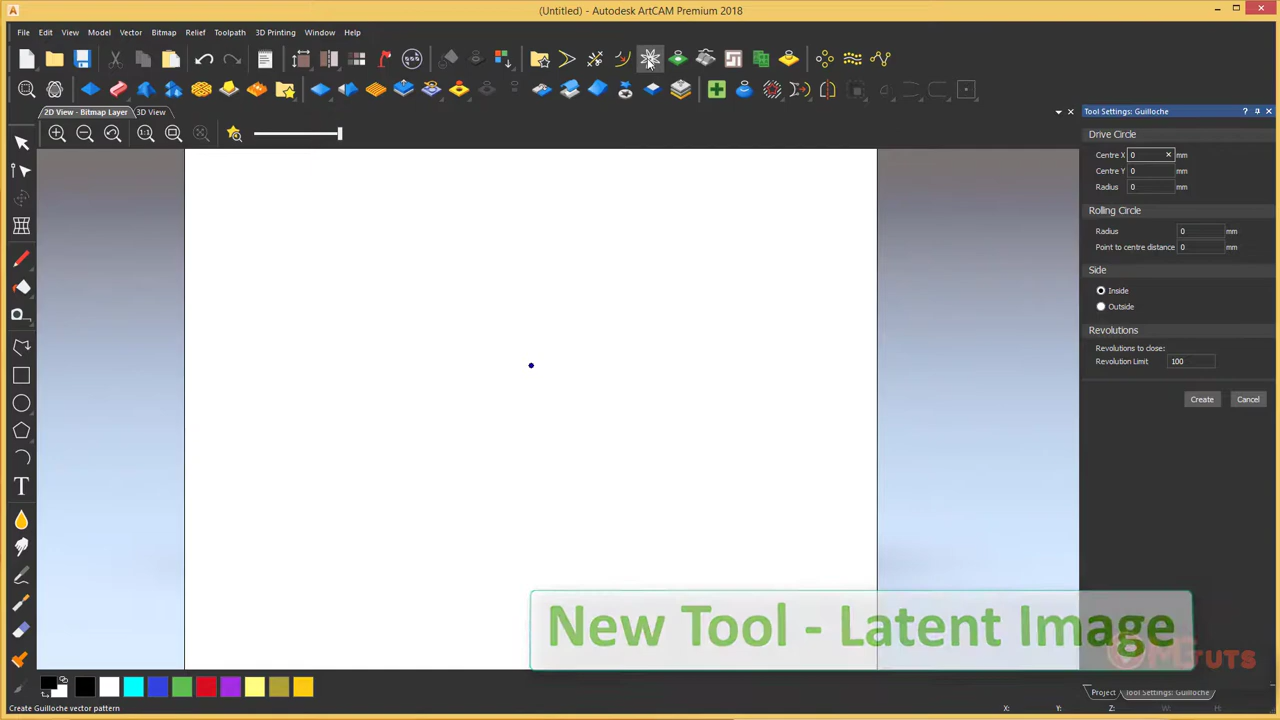 (Untitled) - Autodesk ArtCAM Premium 2018
File Edit View Model Vector Bitmap Relief Toolpath 3D Printing Window Help
2D View - Bitmap Layer 3D View
1:1
Tool Settings: Guilloche
Drive Circle
Centre X 0 mm
Centre Y 0 mm
Radius 0 mm
Rolling Circle
Radius 0 mm
Point to centre distance 0 mm
Side
Inside
Outside
Revolutions
Revolutions to close:
Revolution Limit 100
Create Cancel
T
New Tool - Latent Image
TUTS
Project Tool Settings: Guilloche
Create Guilloche vector pattern X: Y: Z: W: H: